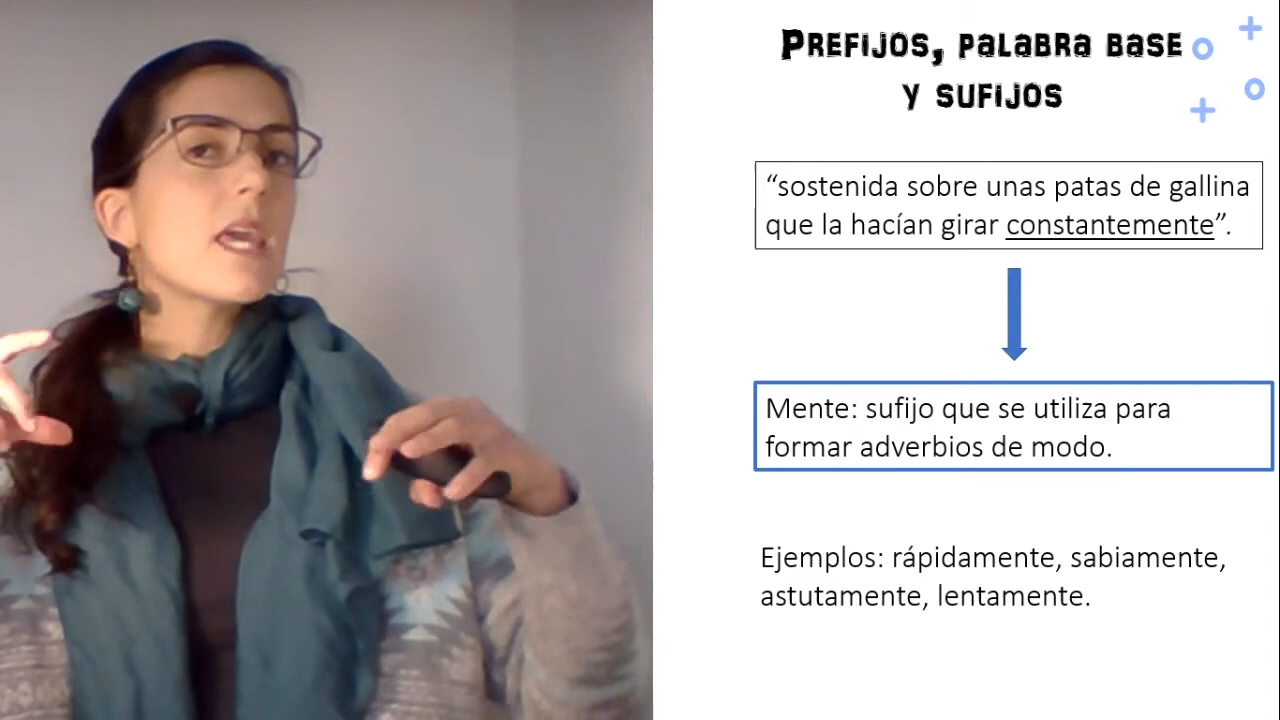 PREFIJOS, PALABRA BASE
Y SUFIJOS
“sostenida sobre unas patas de gallina
que la hacían girar constantemente”.
Mente: sufijo que se utiliza para
formar adverbios de modo.
Ejemplos: rápidamente, sabiamente,
astutamente, lentamente.